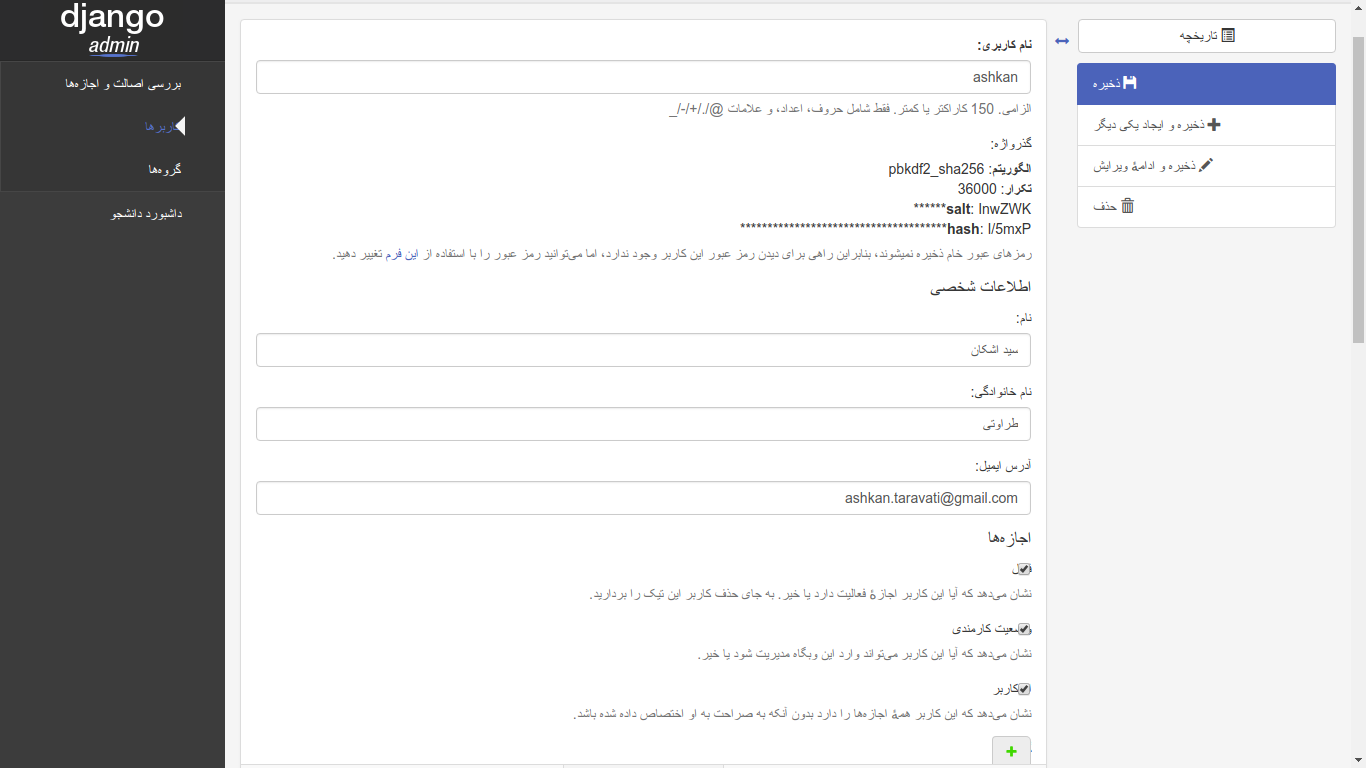 django
admin
بررسی اصالت و اجازه‌ها
کاربرها
گروه‌ها
داشبورد دانشجو
نام کاربری:
ashkan
الزامی. 150 کاراکتر یا کمتر. فقط شامل حروف، اعداد، و علامات @/./+/-/_
گذرواژه:
الگوریتم: pbkdf2_sha256
تکرار: 36000
salt: InwZWK******
hash: I/5mxP**************************************
رمزهای عبور خام ذخیره نمیشوند، بنابراین راهی برای دیدن رمز عبور این کاربر وجود ندارد، اما می‌توانید رمز عبور را با استفاده از این فرم تغییر دهید.
اطلاعات شخصی
نام:
سید اشکان
نام خانوادگی:
طراوتی
آدرس ایمیل:
ashkan.taravati@gmail.com
اجازه‌ها
نشان می‌دهد که آیا این کاربر اجازهٔ فعالیت دارد یا خیر. به جای حذف کاربر این تیک را بردارید.
وضعیت کارمندی
نشان می‌دهد که آیا این کاربر می‌تواند وارد این وبگاه مدیریت شود یا خیر.
کاربر
نشان می‌دهد که این کاربر همهٔ اجازه‌ها را دارد بدون آنکه به صراحت به او اختصاص داده شده باشد.
تاریخچه
ذخیره
ذخیره و ایجاد یکی دیگر
ذخیره و ادامهٔ ویرایش
حذف